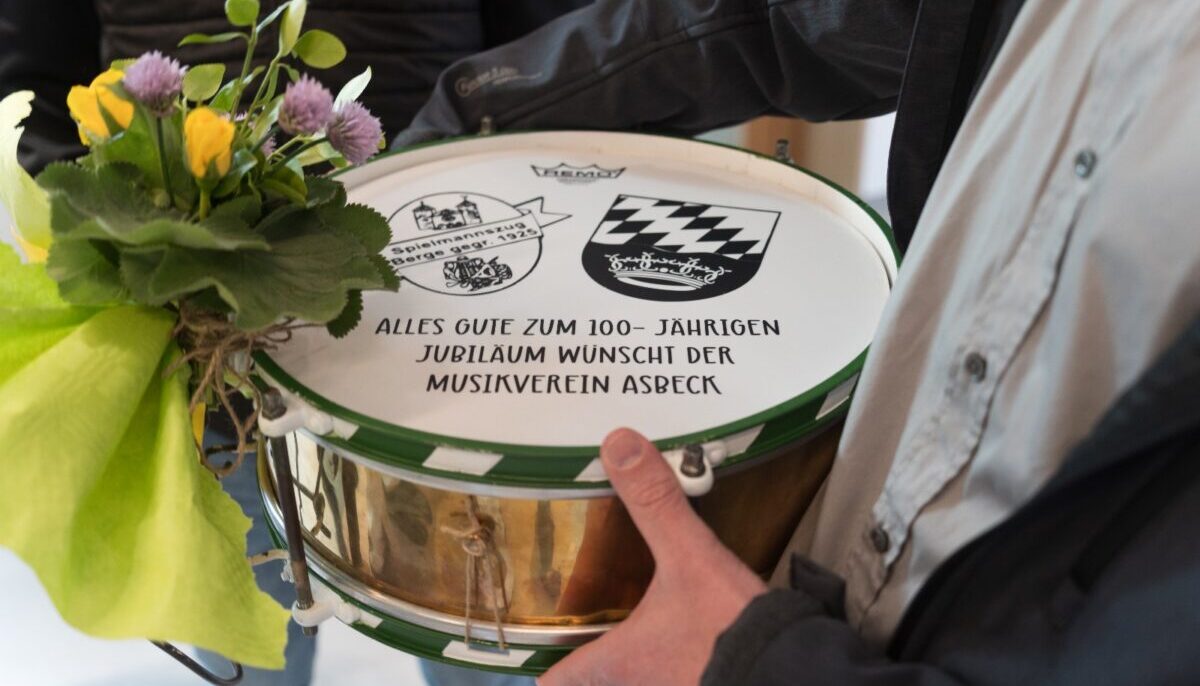 REMO
Spielmannszug
Berge gegr. 1925
ALLES GUTE ZUM 100- JÄHRIGEN
JUBILÄUM WÜNSCHT DER
MUSIKVEREIN ASBECK